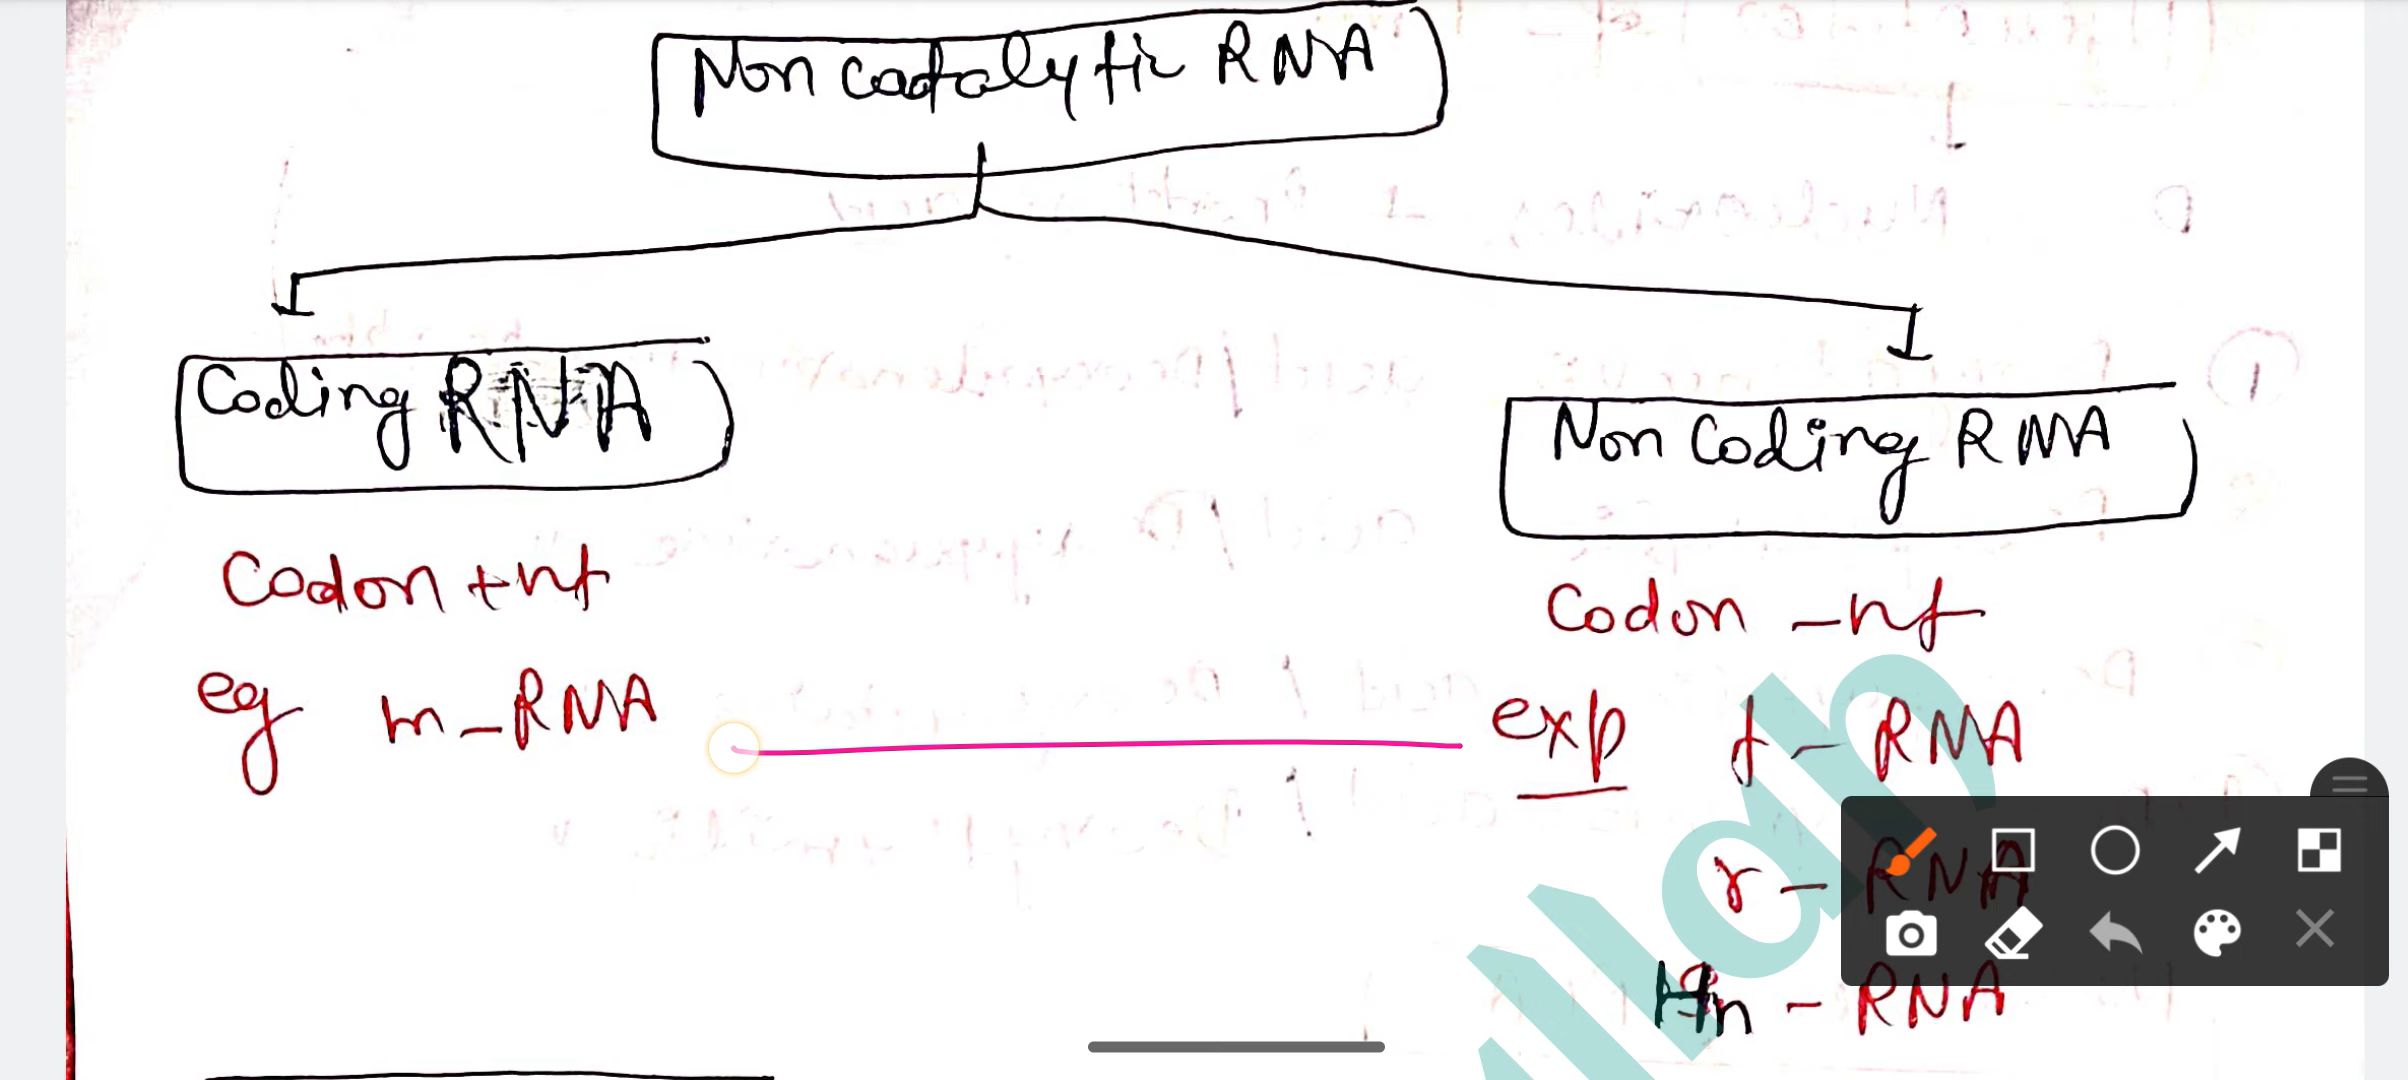 Non catalytic RNA
Coding RNA
Non Coding RNA
Codon +nt
Codon -nt
eg m-RNA
exp t-RNA
r-RNA
Hn-RNA